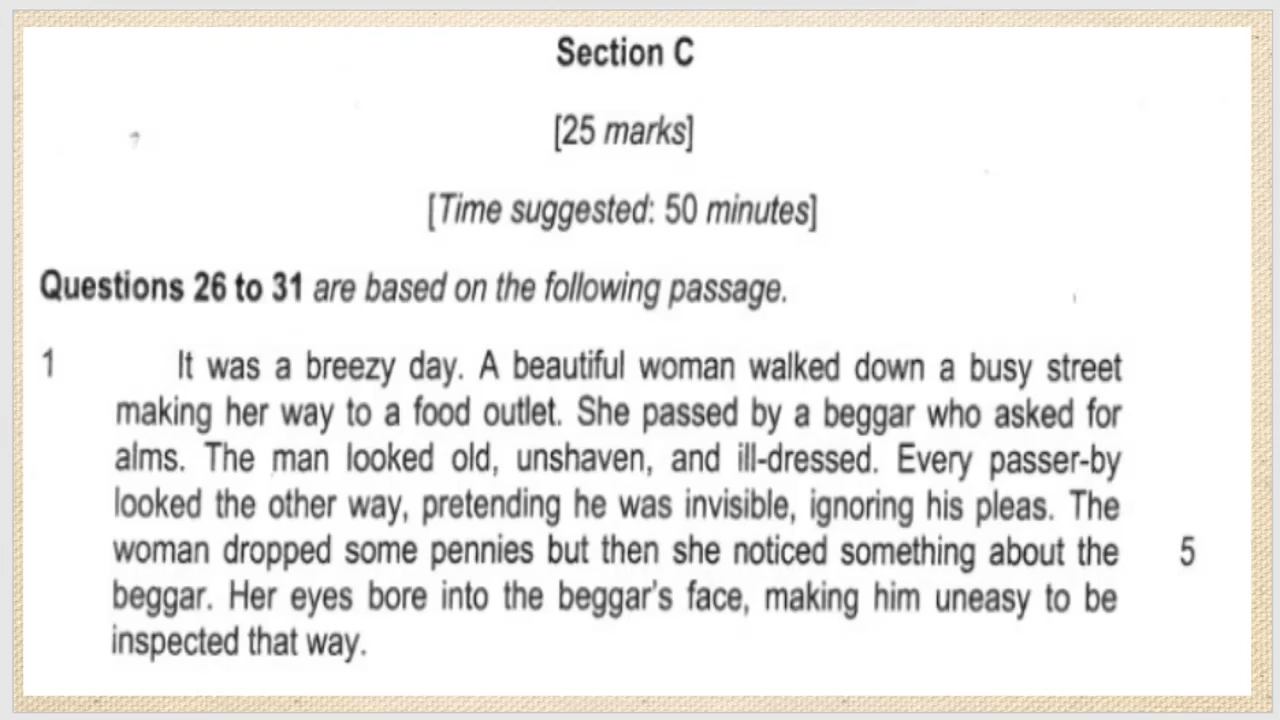 Section C
[25 marks]
[Time suggested: 50 minutes]
Questions 26 to 31 are based on the following passage.
1 It was a breezy day. A beautiful woman walked down a busy street
making her way to a food outlet. She passed by a beggar who asked for
alms. The man looked old, unshaven, and ill-dressed. Every passer-by
looked the other way, pretending he was invisible, ignoring his pleas. The
woman dropped some pennies but then she noticed something about the 5
beggar. Her eyes bore into the beggar's face, making him uneasy to be
inspected that way.